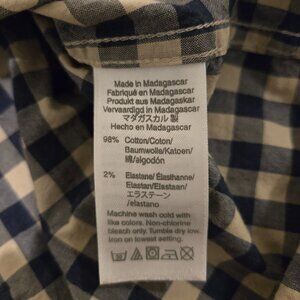 Made in Madagascar
Fabriqué en Madagascar
Produkt aus Madagaskar
Vervaardigd in Madagascar
マダガスカル 製
Hecho en Madagascar
98% Cotton/Coton/
Baumwolle/Katoen/
綿/algodón
2% Elastane/Élasthanne/
Elastan/Elastaan/
エラステーン/
/elastano
Machine wash cold with
like colors. Non-chlorine
bleach only. Tumble dry low.
Iron on lowest setting.